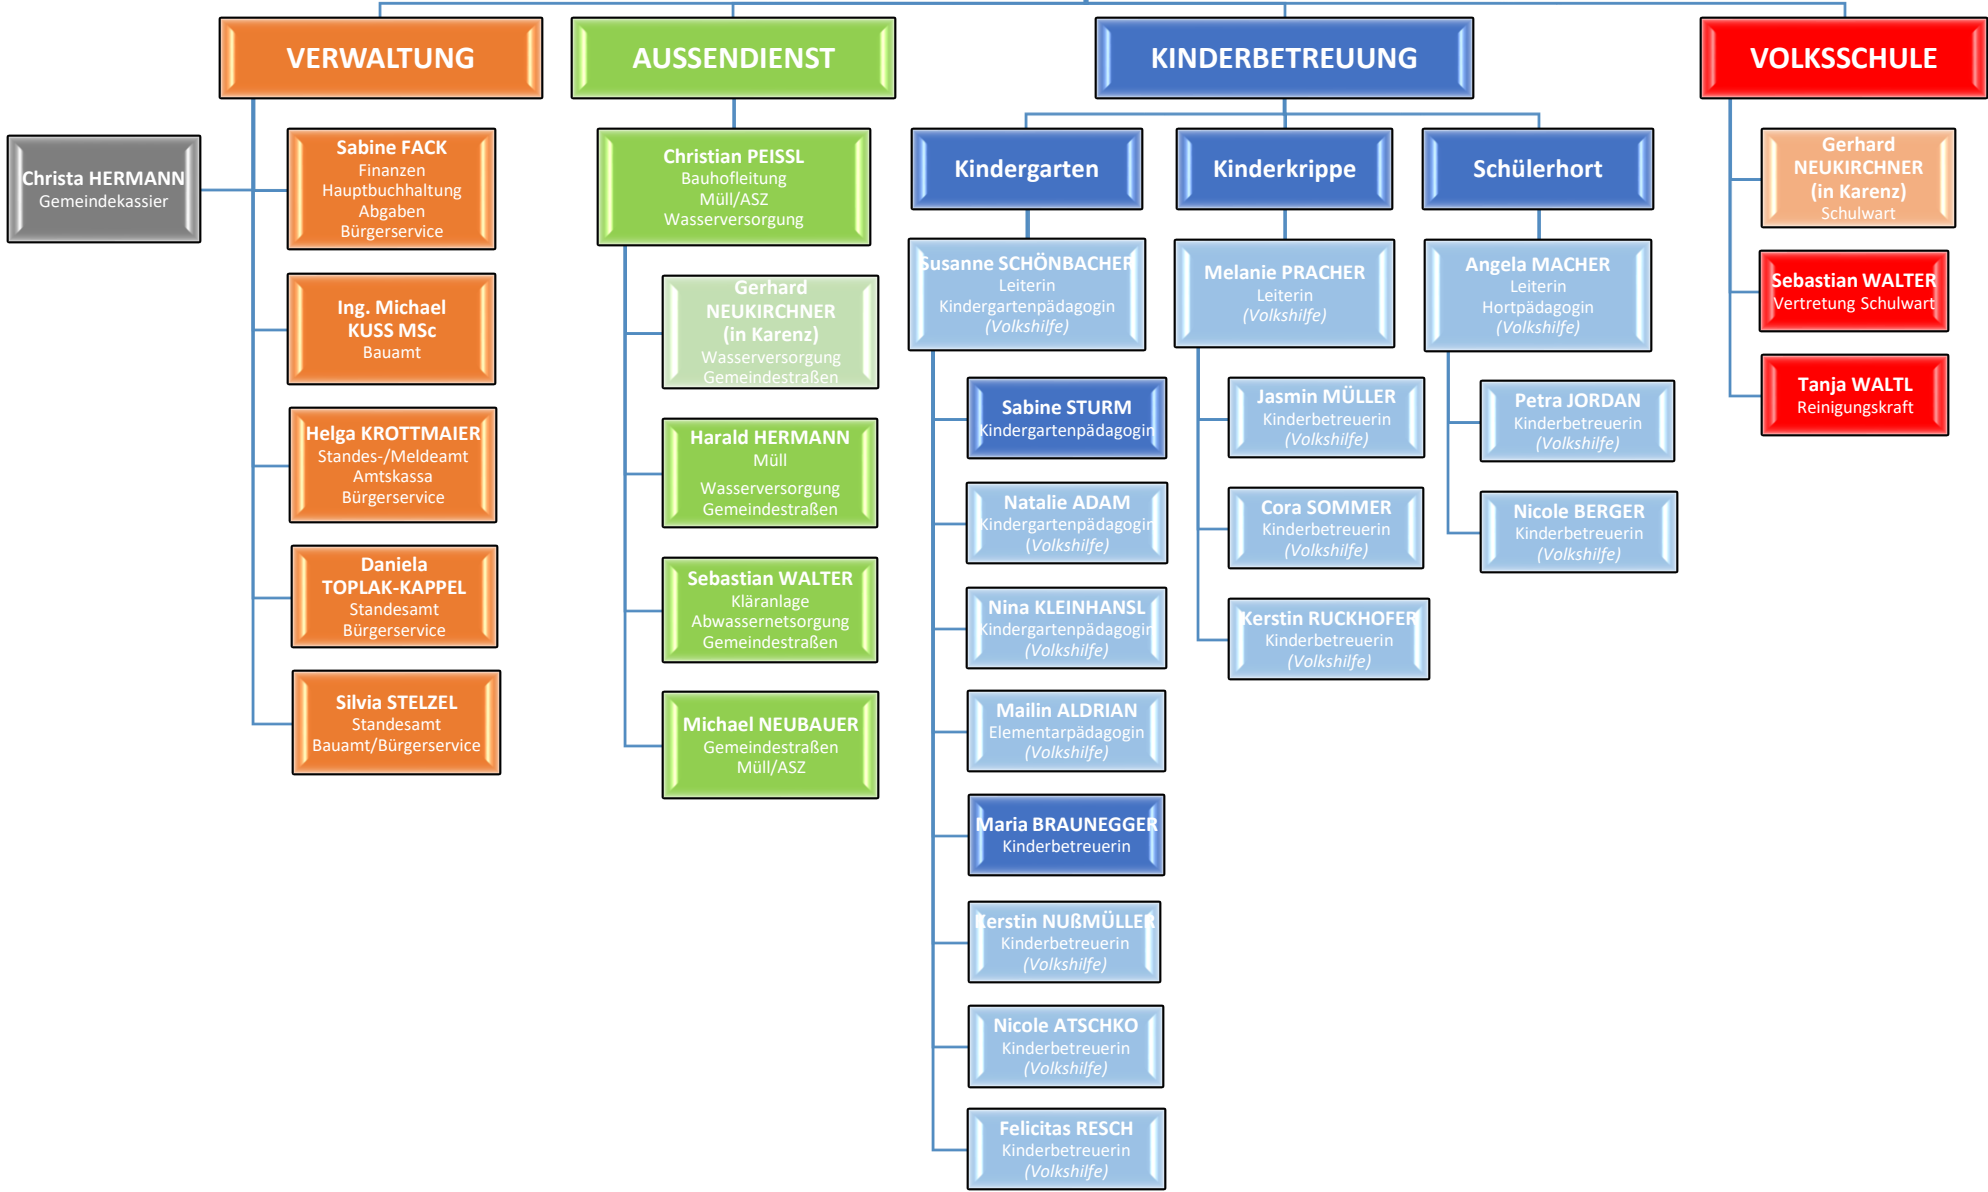 VERWALTUNG
Christa HERMANN
Gemeindekassier
Sabine FACK
Finanzen
Hauptbuchhaltung
Abgaben
Bürgerservice
Ing. Michael
KUSS MSc
Bauamt
Helga KROTTMAIER
Standes-/Meldeamt
Amtskassa
Bürgerservice
Daniela
TOPLAK-KAPPEL
Standesamt
Bürgerservice
Silvia STELZEL
Standesamt
Bauamt/Bürgerservice
AUSSENDIENST
Christian PEISSL
Bauhofleitung
Müll/ASZ
Wasserversorgung
Gerhard
NEUKIRCHNER
(in Karenz)
Wasserversorgung
Gemeindestraßen
Harald HERMANN
Müll
Wasserversorgung
Gemeindestraßen
Sebastian WALTER
Kläranlage
Abwassernetsorgung
Gemeindestraßen
Michael NEUBAUER
Gemeindestraßen
Müll/ASZ
KINDERBETREUUNG
Kindergarten
Susanne SCHÖNBACHER
Leiterin
Kindergartenpädagogin
(Volkshilfe)
Sabine STURM
Kindergartenpädagogin
Natalie ADAM
Kindergartenpädagogin
(Volkshilfe)
Nina KLEINHANSL
Kindergartenpädagogin
(Volkshilfe)
Mailin ALDRIAN
Elementarpädagogin
(Volkshilfe)
Maria BRAUNEGGER
Kinderbetreuerin
Kerstin NUßMÜLLER
Kinderbetreuerin
(Volkshilfe)
Nicole ATSCHKO
Kinderbetreuerin
(Volkshilfe)
Felicitas RESCH
Kinderbetreuerin
(Volkshilfe)
Kinderkrippe
Melanie PRACHER
Leiterin
(Volkshilfe)
Jasmin MÜLLER
Kinderbetreuerin
(Volkshilfe)
Cora SOMMER
Kinderbetreuerin
(Volkshilfe)
Kerstin RUCKHOFER
Kinderbetreuerin
(Volkshilfe)
Schülerhort
Angela MACHER
Leiterin
Hortpädagogin
(Volkshilfe)
Petra JORDAN
Kinderbetreuerin
(Volkshilfe)
Nicole BERGER
Kinderbetreuerin
(Volkshilfe)
VOLKSSCHULE
Gerhard
NEUKIRCHNER
(in Karenz)
Schulwart
Sebastian WALTER
Vertretung Schulwart
Tanja WALTL
Reinigungskraft